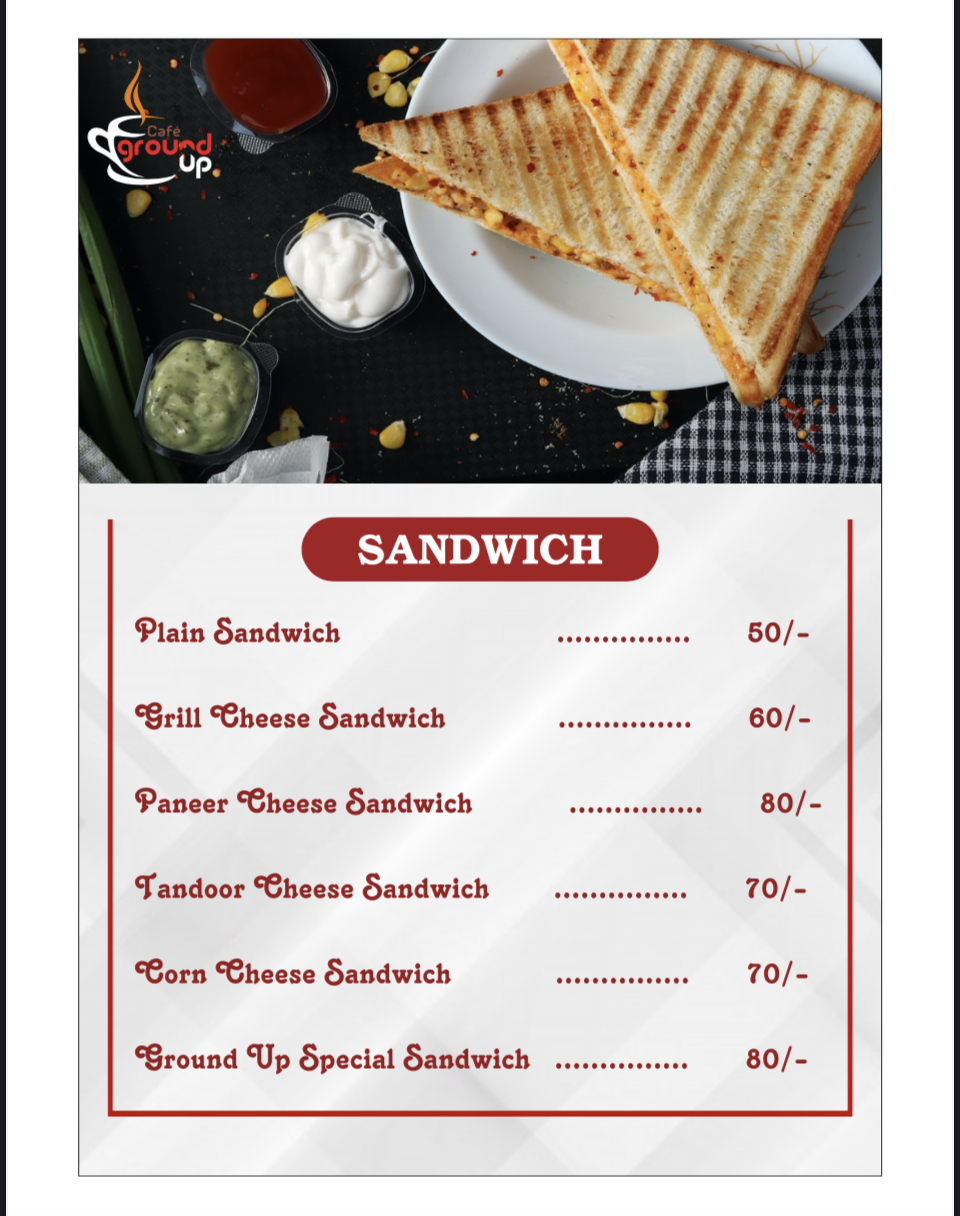 Café
ground
up
SANDWICH
Plain Sandwich ............... 50/-
Grill Cheese Sandwich ............... 60/-
Paneer Cheese Sandwich ............... 80/-
Tandoor Cheese Sandwich ............... 70/-
Corn Cheese Sandwich ............... 70/-
Ground Up Special Sandwich ............... 80/-